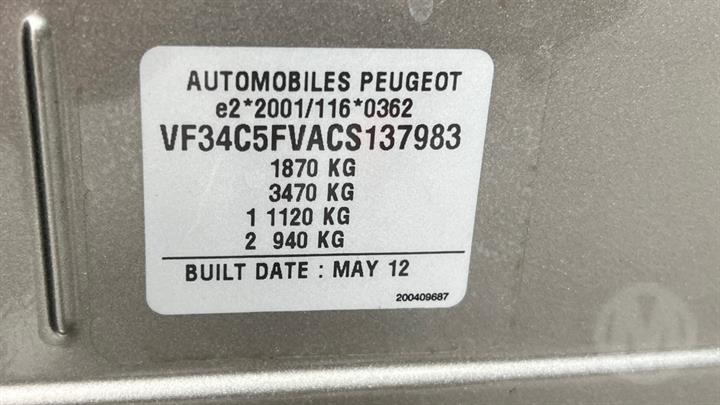 AUTOMOBILES PEUGEOT
e2*2001/116*0362
VF34C5FVACS137983
1870 KG
3470 KG
1 1120 KG
2 940 KG
BUILT DATE : MAY 12
200409687
M